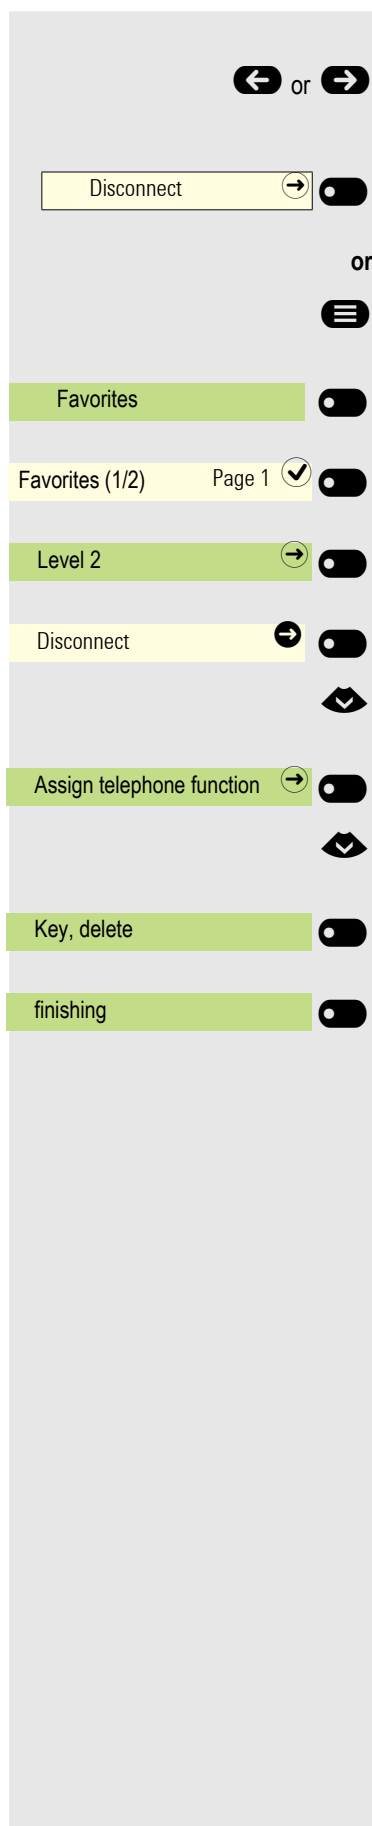 or
Disconnect
or
Favorites
Favorites (1/2) Page 1
Level 2
Disconnect
Assign telephone function
Key, delete
finishing